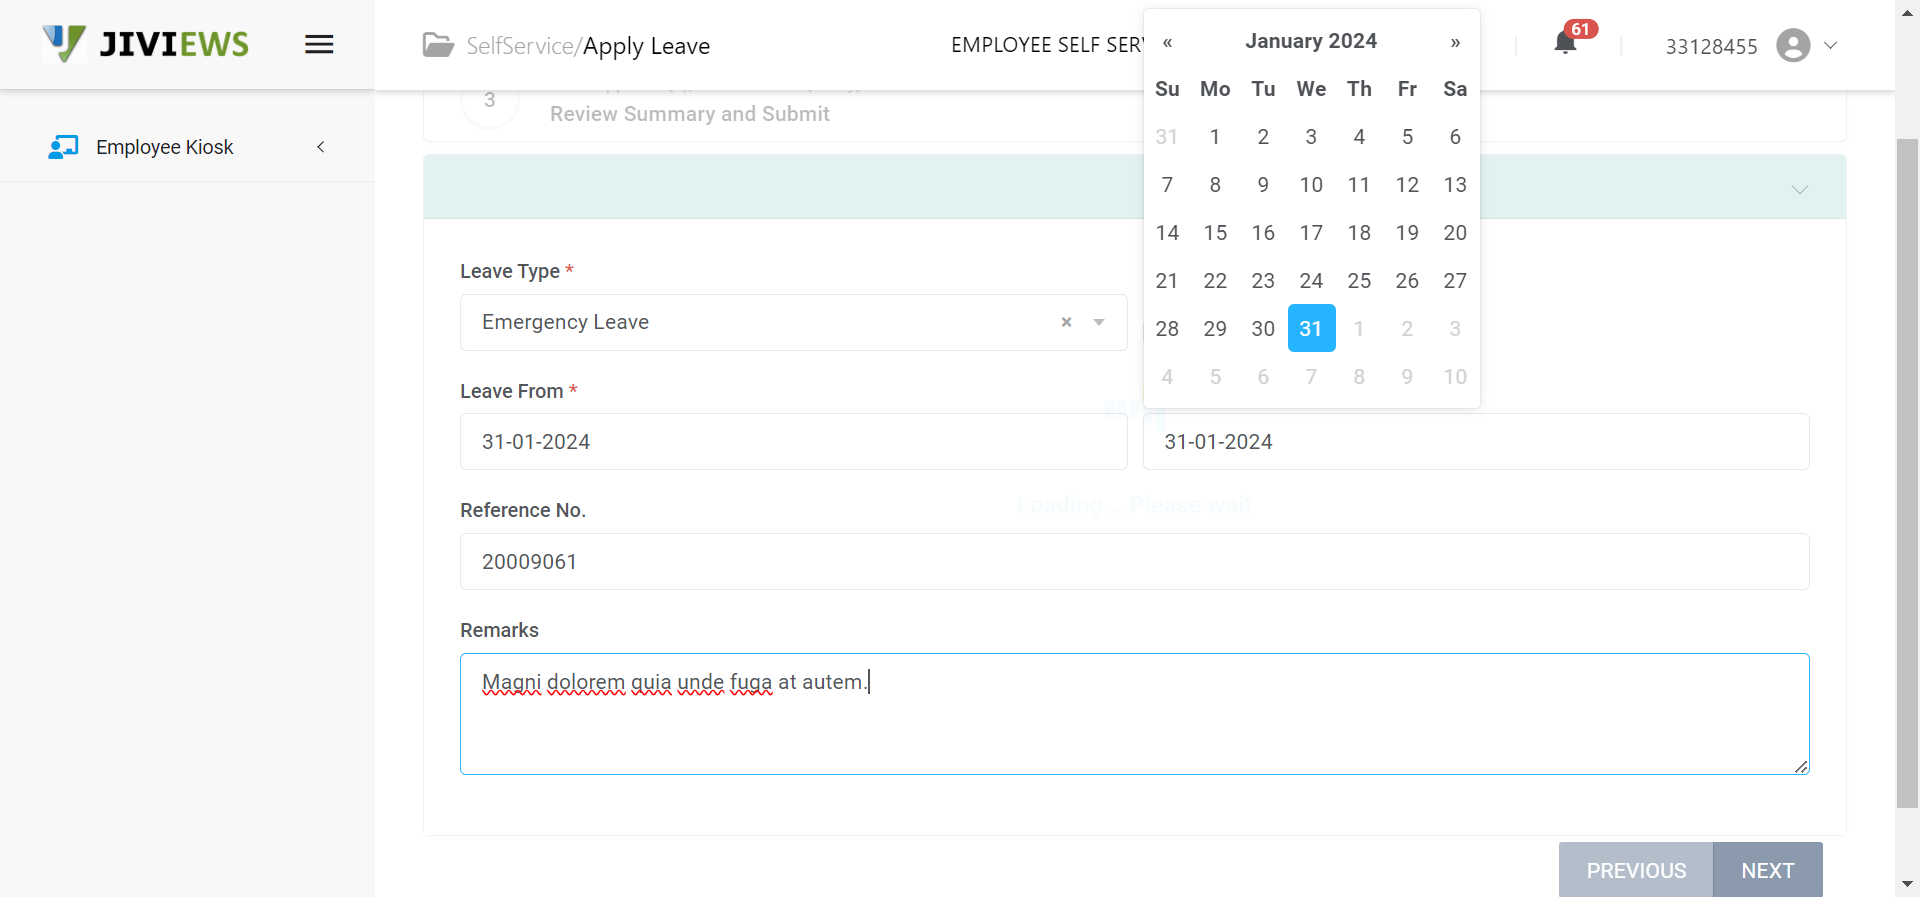 JIVIEWS
SelfService/Apply Leave
EMPLOYEE SELF SER
61
33128455
Employee Kiosk
3
Review Summary and Submit
« January 2024 »
Su Mo Tu We Th Fr Sa
31 1 2 3 4 5 6
7 8 9 10 11 12 13
14 15 16 17 18 19 20
21 22 23 24 25 26 27
28 29 30 31 1 2 3
4 5 6 7 8 9 10
Leave Type *
Emergency Leave ×
Leave From *
31-01-2024
31-01-2024
Loading... Please wait
Reference No.
20009061
Remarks
Magni dolorem quia unde fuga at autem.
PREVIOUS NEXT